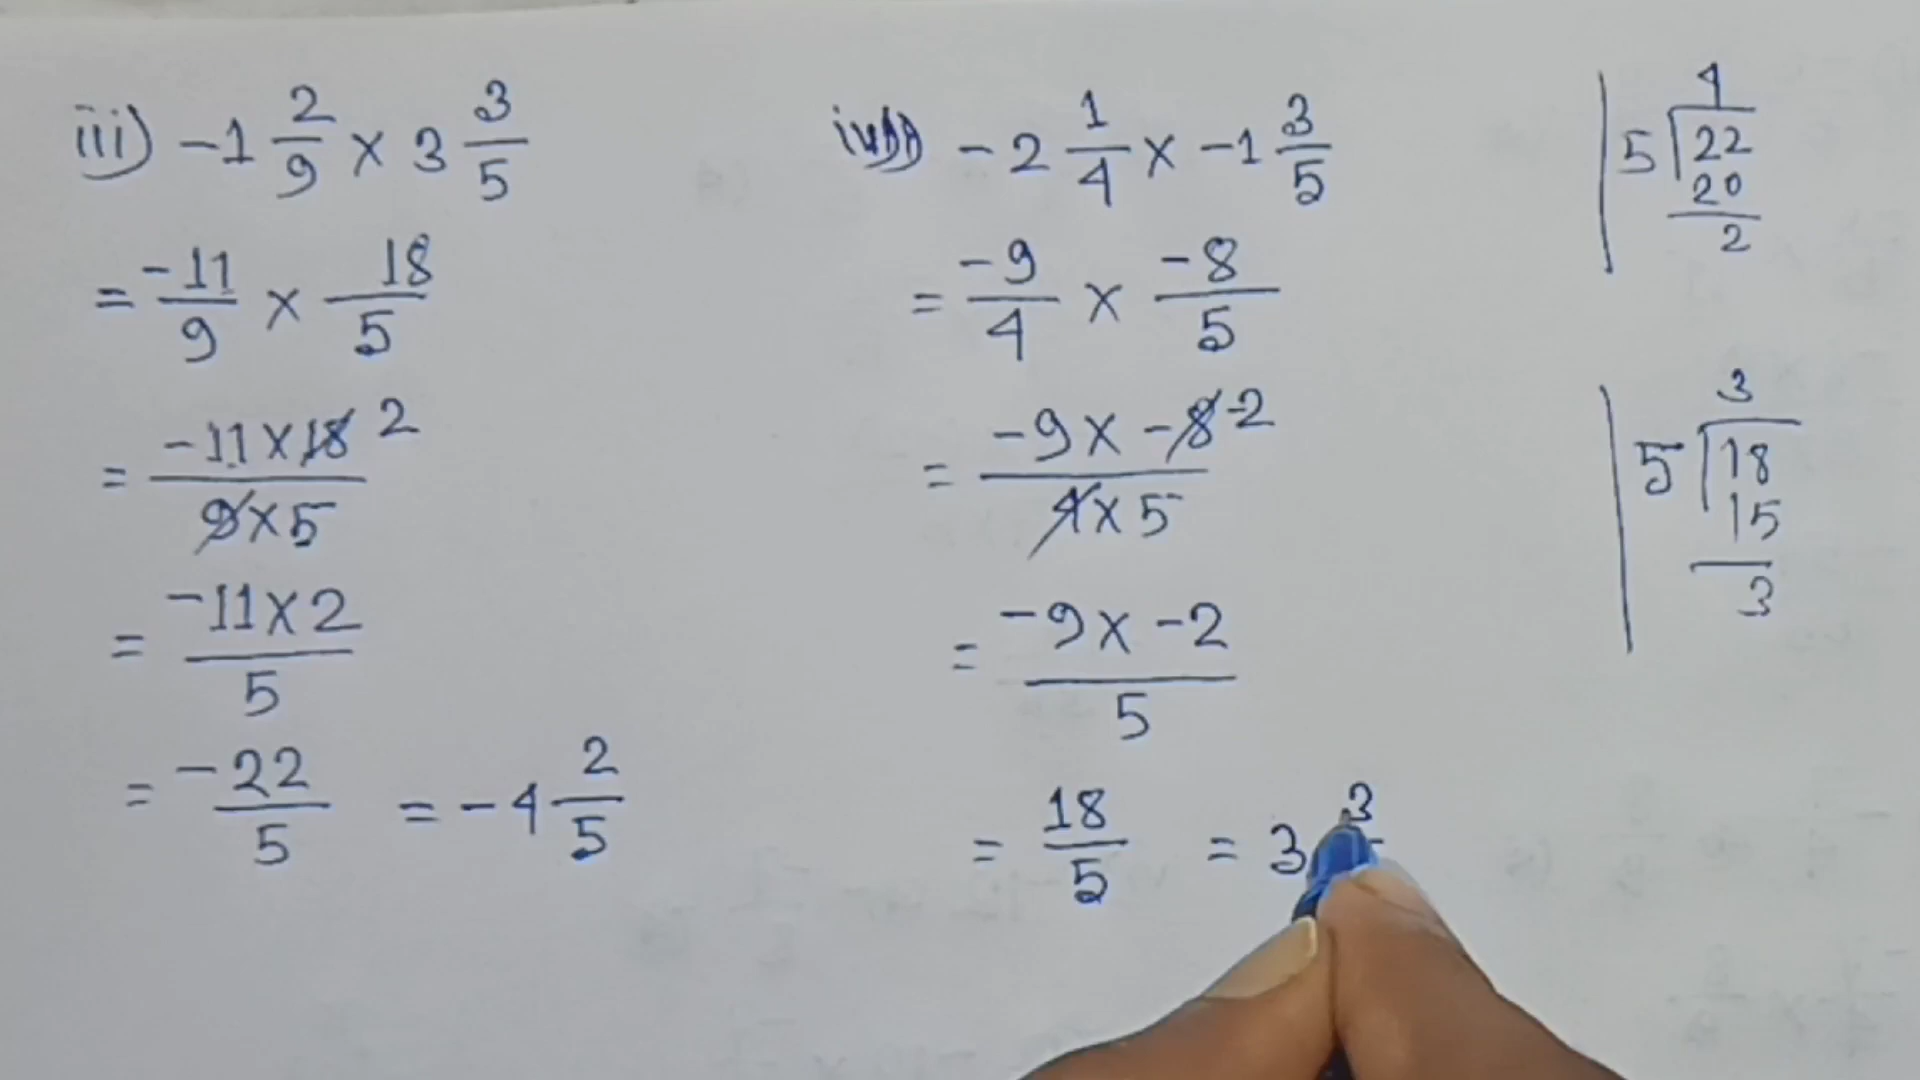 iii) -1 2/9 × 3 3/5
= -11/9 × 18/5
= -11×18 2 / 9×5
= -11×2 / 5
= -22/5 = -4 2/5
-2 1/4 × -1 3/5
= -9/4 × -8/5
= -9×-8 -2 / 4×5
= -9×-2 / 5
= 18/5 = 3 3
4
5 22
20
2
3
5 18
15
3